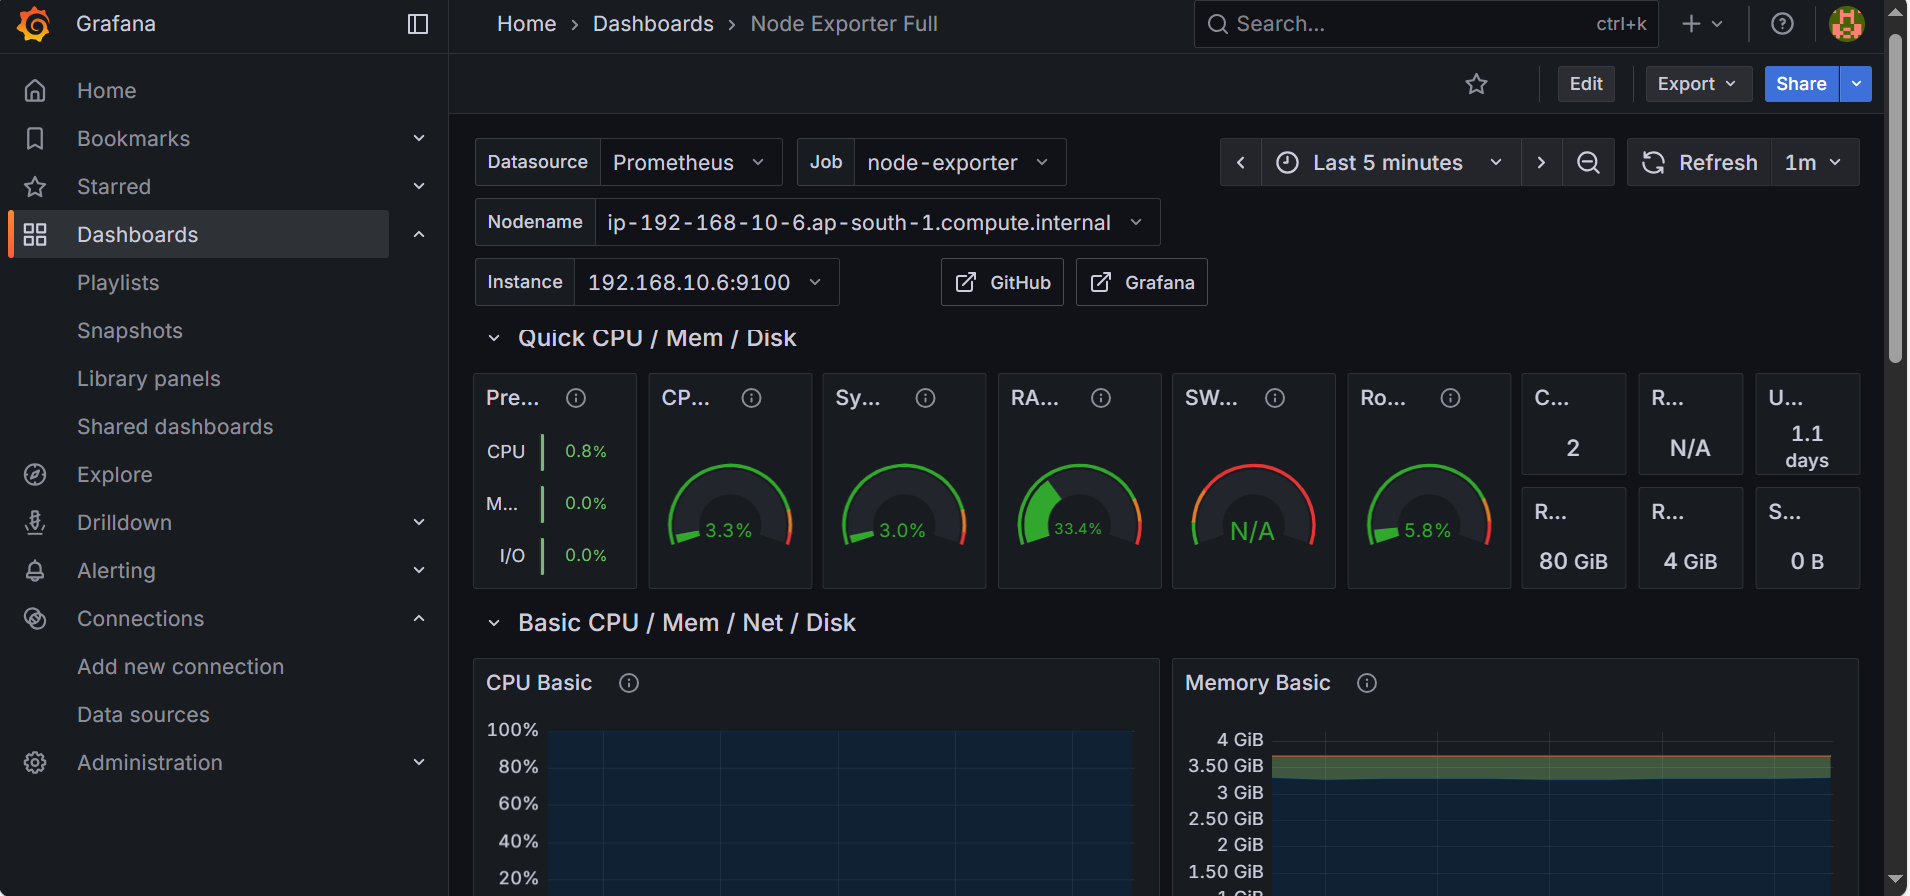 Grafana
Home
Bookmarks
Starred
Dashboards
Playlists
Snapshots
Library panels
Shared dashboards
Explore
Drilldown
Alerting
Connections
Add new connection
Data sources
Administration
Home › Dashboards › Node Exporter Full
Search... ctrl+k
Edit Export Share
Datasource Prometheus Job node-exporter Last 5 minutes Refresh 1m
Nodename ip-192-168-10-6.ap-south-1.compute.internal
Instance 192.168.10.6:9100 GitHub Grafana
Quick CPU / Mem / Disk
Pre...
CPU 0.8%
M... 0.0%
I/O 0.0%
CP...
3.3%
Sy...
3.0%
RA...
33.4%
SW...
N/A
Ro...
5.8%
C...
2
R...
N/A
U...
1.1
days
R...
80 GiB
R...
4 GiB
S...
0 B
Basic CPU / Mem / Net / Disk
CPU Basic
100%
80%
60%
40%
20%
Memory Basic
4 GiB
3.50 GiB
3 GiB
2.50 GiB
2 GiB
1.50 GiB
1 GiB